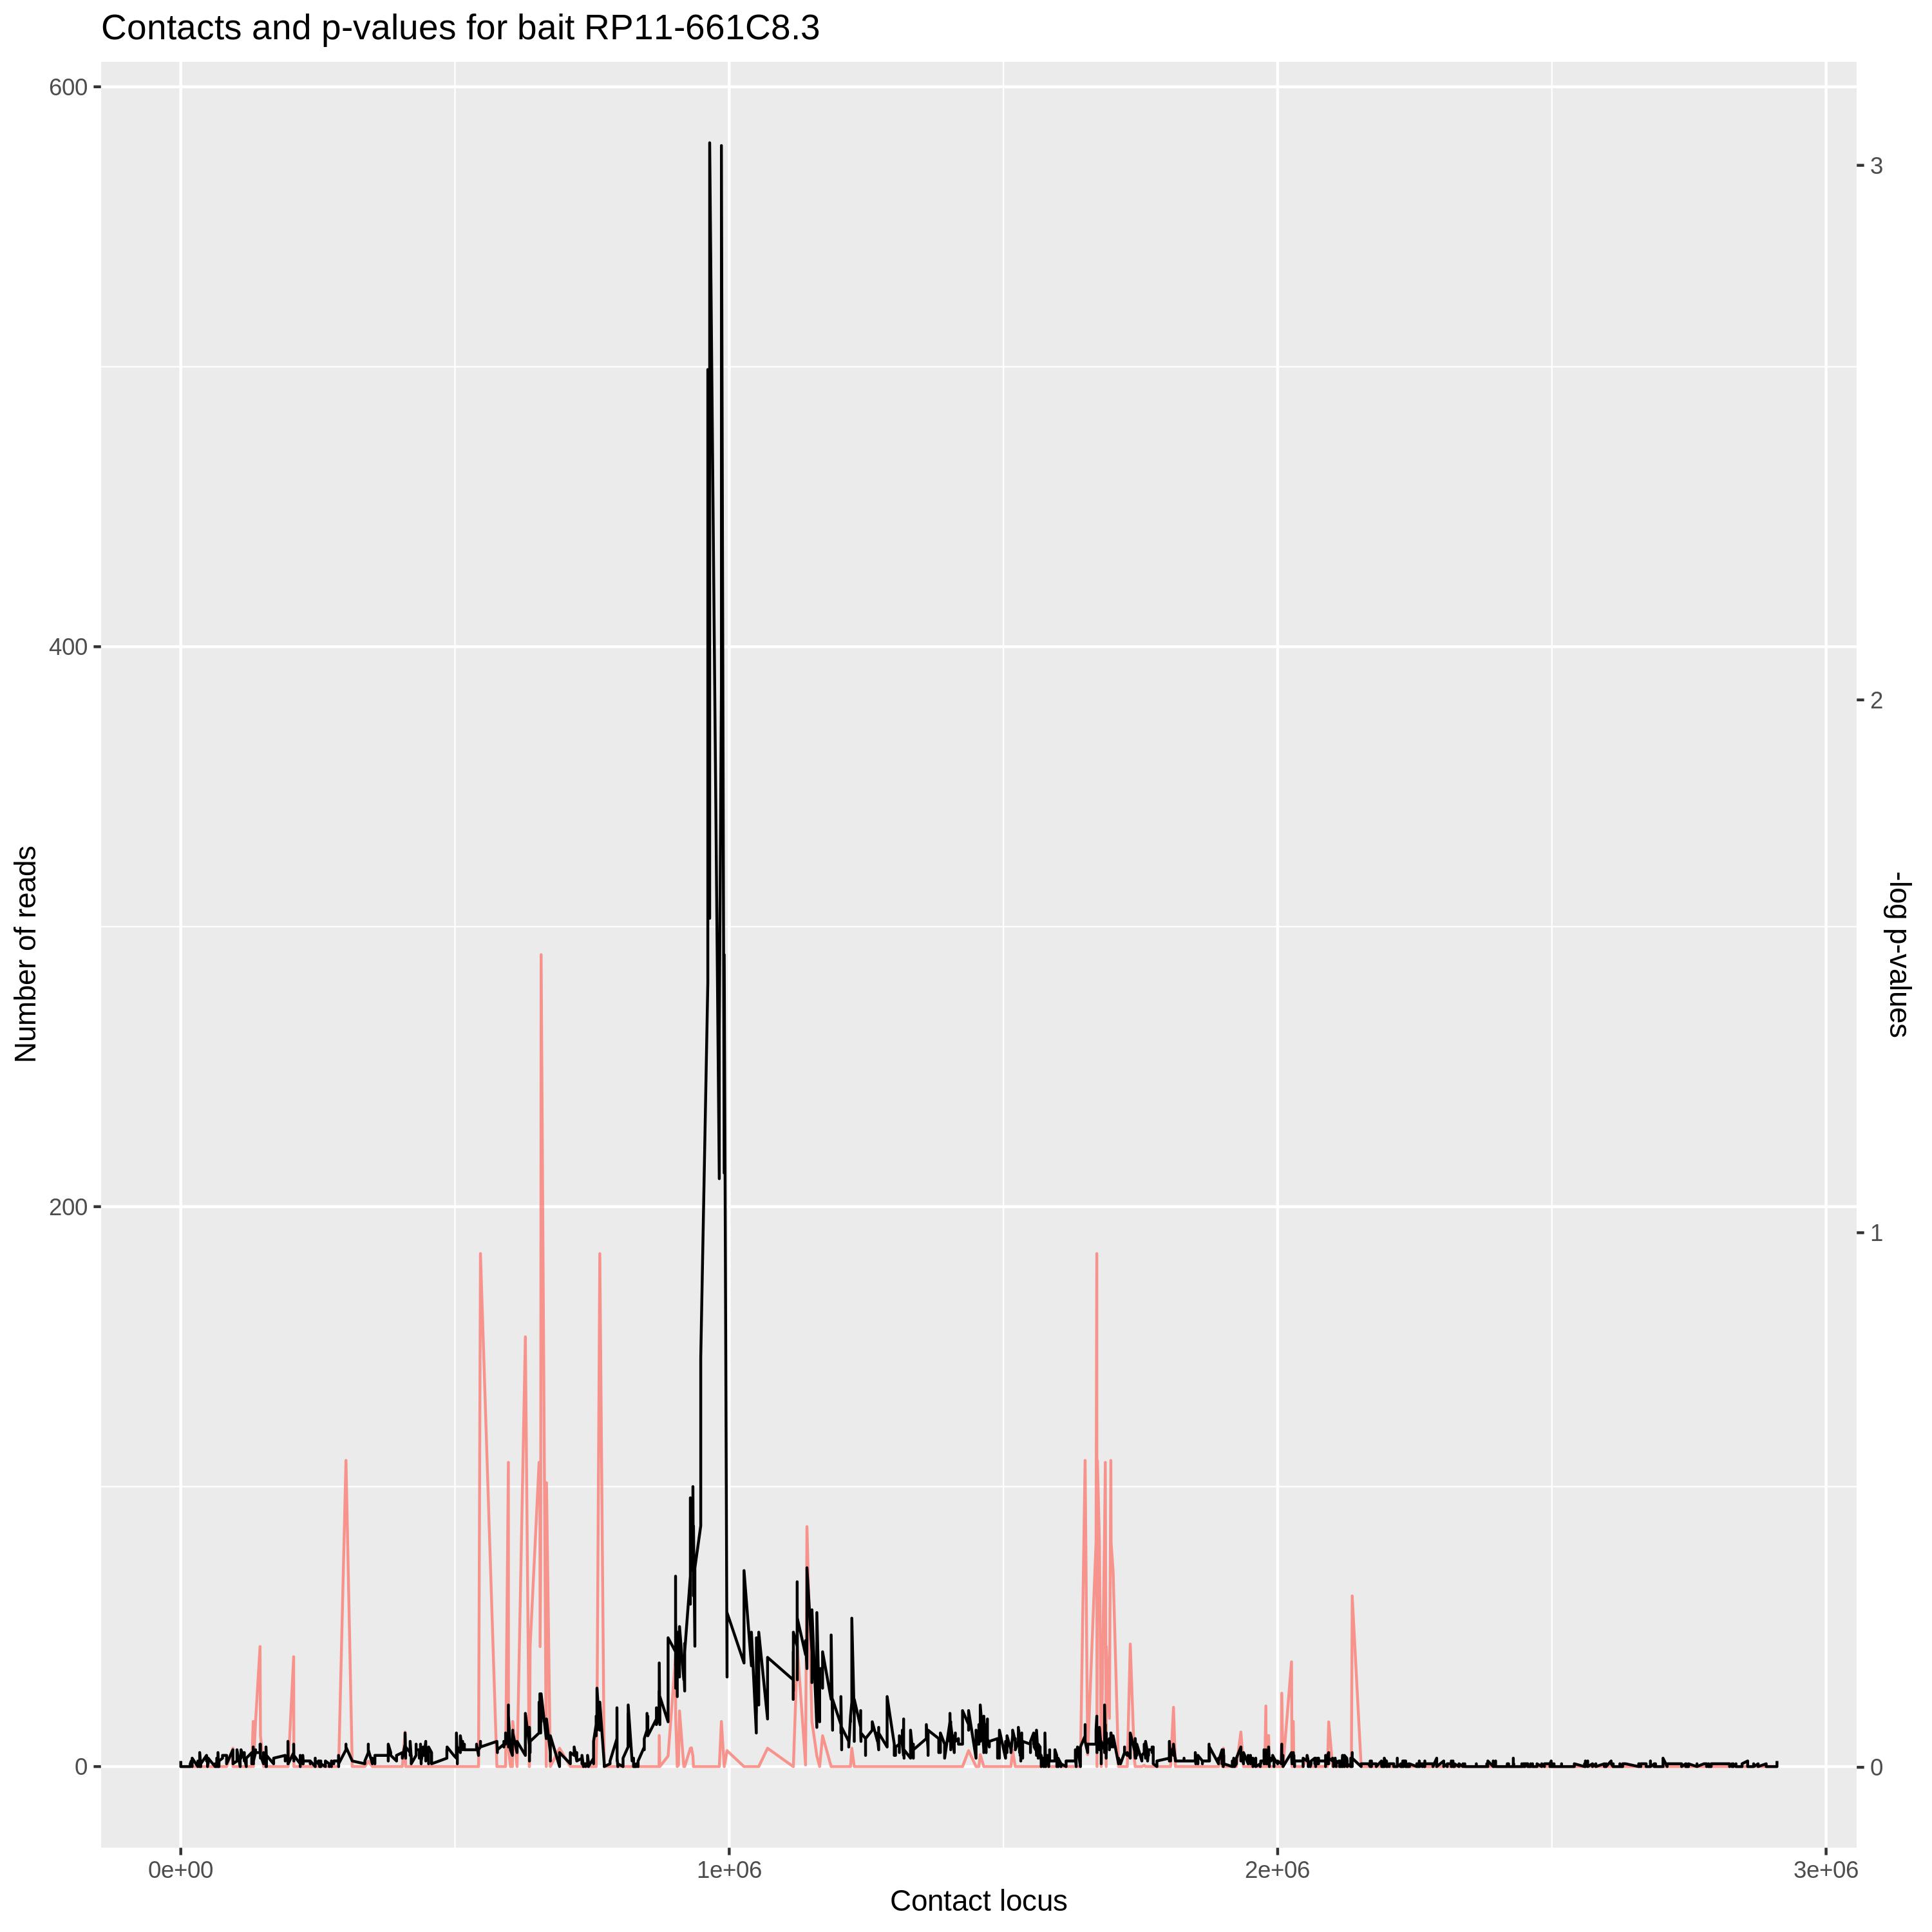 Contacts and p-values for bait RP11-661C8.3
600
400
200
0
Number of reads
3
2
1
0
-log p-values
0e+00
1e+06
2e+06
3e+06
Contact locus